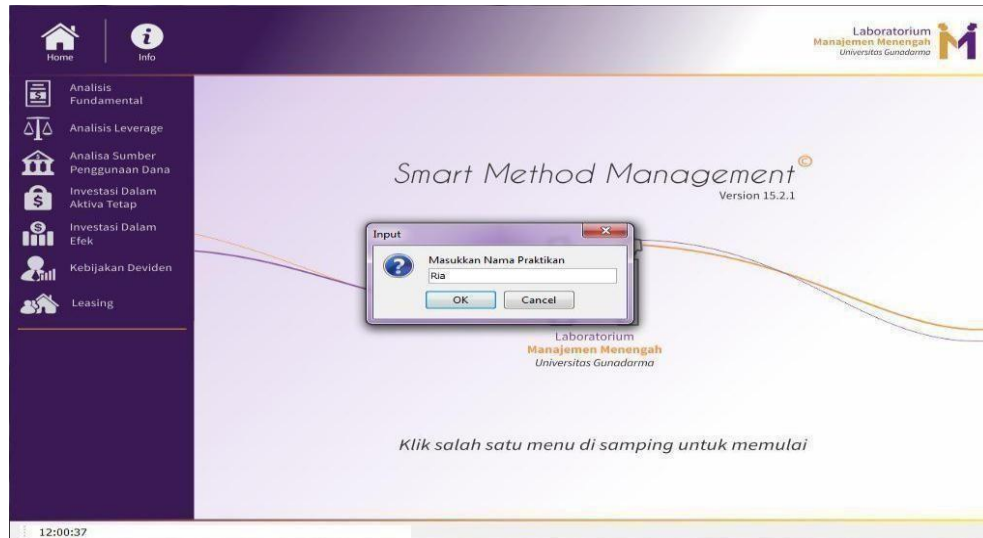 Home
Info
Laboratorium
Manajemen Menengah
Universitas Gunadarma
Analisis
Fundamental
Analisis Leverage
Analisa Sumber
Penggunaan Dana
Investasi Dalam
Aktiva Tetap
Investasi Dalam
Efek
Kebijakan Deviden
Leasing
Smart Method Management©
Version 15.2.1
Input
Masukkan Nama Praktikan
Ria
OK
Cancel
Laboratorium
Manajemen Menengah
Universitas Gunadarma
Klik salah satu menu di samping untuk memulai
12:00:37